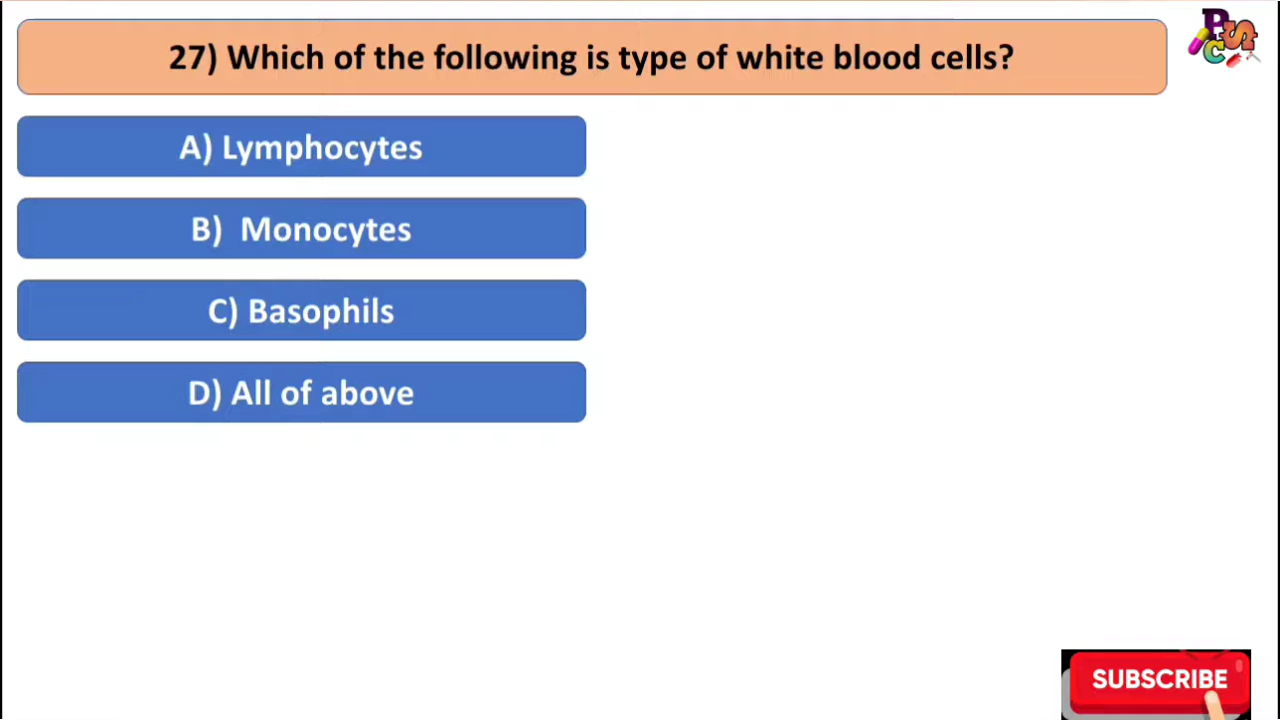 27) Which of the following is type of white blood cells?
A) Lymphocytes
B) Monocytes
C) Basophils
D) All of above
SUBSCRIBE